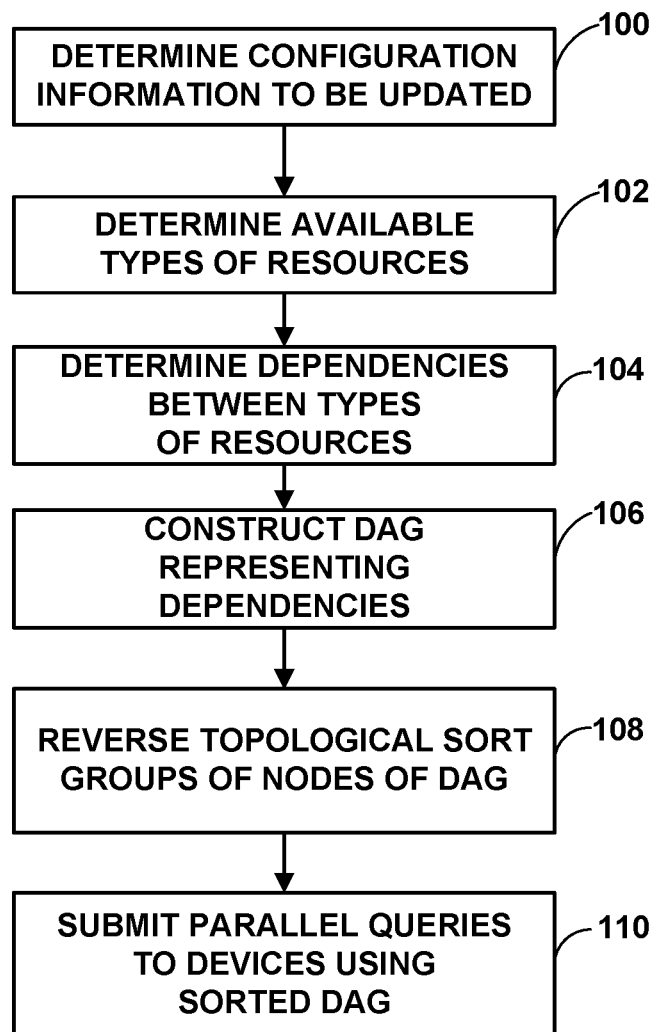 100
DETERMINE CONFIGURATION
INFORMATION TO BE UPDATED
102
DETERMINE AVAILABLE
TYPES OF RESOURCES
104
DETERMINE DEPENDENCIES
BETWEEN TYPES
OF RESOURCES
106
CONSTRUCT DAG
REPRESENTING
DEPENDENCIES
108
REVERSE TOPOLOGICAL SORT
GROUPS OF NODES OF DAG
110
SUBMIT PARALLEL QUERIES
TO DEVICES USING
SORTED DAG